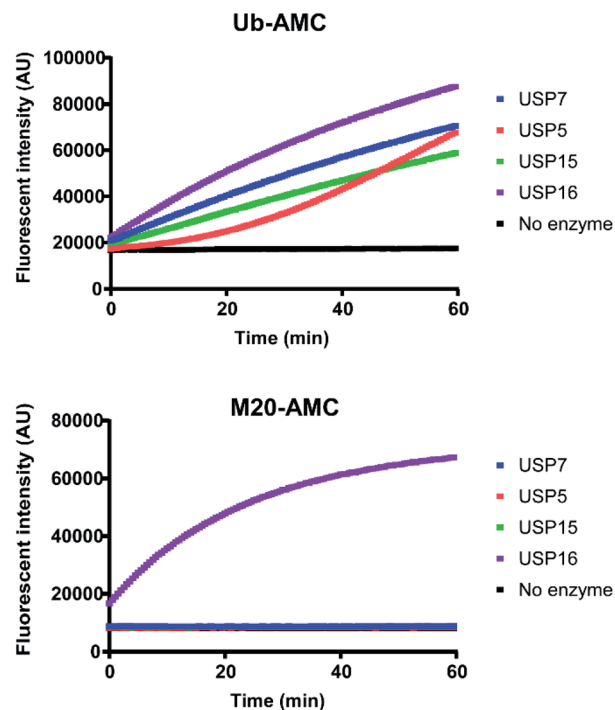 Ub-AMC
Fluorescent intensity (AU)
100000
80000
60000
40000
20000
0
0 20 40 60
Time (min)
USP7
USP5
USP15
USP16
No enzyme
M20-AMC
Fluorescent intensity (AU)
80000
60000
40000
20000
0
0 20 40 60
Time (min)
USP7
USP5
USP15
USP16
No enzyme